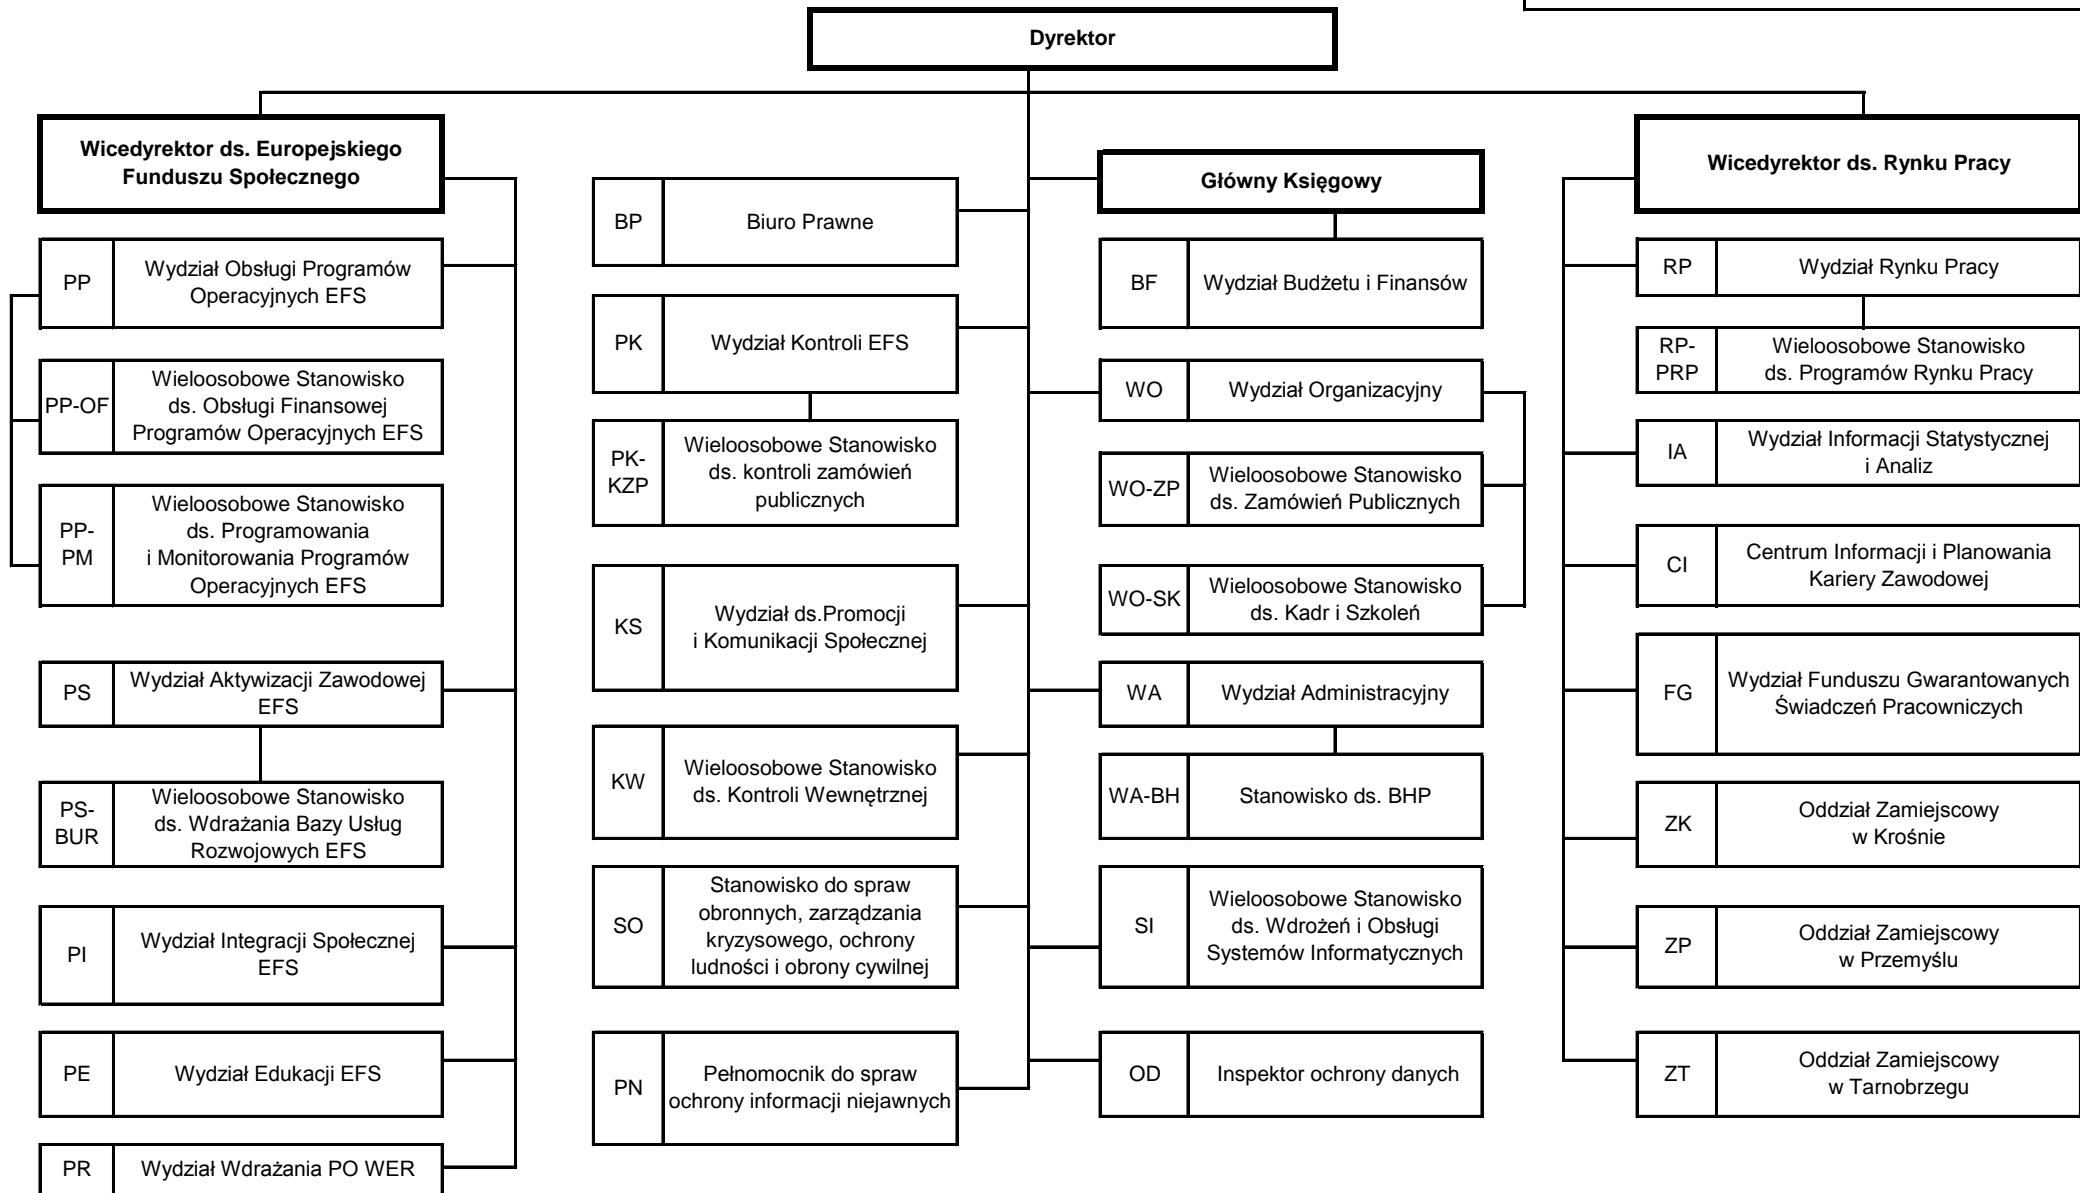 Dyrektor
Wicedyrektor ds. Europejskiego
Funduszu Społecznego
PP
Wydział Obsługi Programów
Operacyjnych EFS
PP-OF
Wieloosobowe Stanowisko
ds. Obsługi Finansowej
Programów Operacyjnych EFS
PP-
PM
Wieloosobowe Stanowisko
ds. Programowania
i Monitorowania Programów
Operacyjnych EFS
PS
Wydział Aktywizacji Zawodowej
EFS
PS-
BUR
Wieloosobowe Stanowisko
ds. Wdrażania Bazy Usług
Rozwojowych EFS
PI
Wydział Integracji Społecznej
EFS
PE
Wydział Edukacji EFS
PR
Wydział Wdrażania PO WER
BP
Biuro Prawne
PK
Wydział Kontroli EFS
PK-
KZP
Wieloosobowe Stanowisko
ds. kontroli zamówień
publicznych
KS
Wydział ds.Promocji
i Komunikacji Społecznej
KW
Wieloosobowe Stanowisko
ds. Kontroli Wewnętrznej
SO
Stanowisko do spraw
obronnych, zarządzania
kryzysowego, ochrony
ludności i obrony cywilnej
PN
Pełnomocnik do spraw
ochrony informacji niejawnych
Główny Księgowy
BF
Wydział Budżetu i Finansów
WO
Wydział Organizacyjny
WO-ZP
Wieloosobowe Stanowisko
ds. Zamówień Publicznych
WO-SK
Wieloosobowe Stanowisko
ds. Kadr i Szkoleń
WA
Wydział Administracyjny
WA-BH
Stanowisko ds. BHP
SI
Wieloosobowe Stanowisko
ds. Wdrożeń i Obsługi
Systemów Informatycznych
OD
Inspektor ochrony danych
Wicedyrektor ds. Rynku Pracy
RP
Wydział Rynku Pracy
RP-
PRP
Wieloosobowe Stanowisko
ds. Programów Rynku Pracy
IA
Wydział Informacji Statystycznej
i Analiz
CI
Centrum Informacji i Planowania
Kariery Zawodowej
FG
Wydział Funduszu Gwarantowanych
Świadczeń Pracowniczych
ZK
Oddział Zamiejscowy
w Krośnie
ZP
Oddział Zamiejscowy
w Przemyślu
ZT
Oddział Zamiejscowy
w Tarnobrzegu